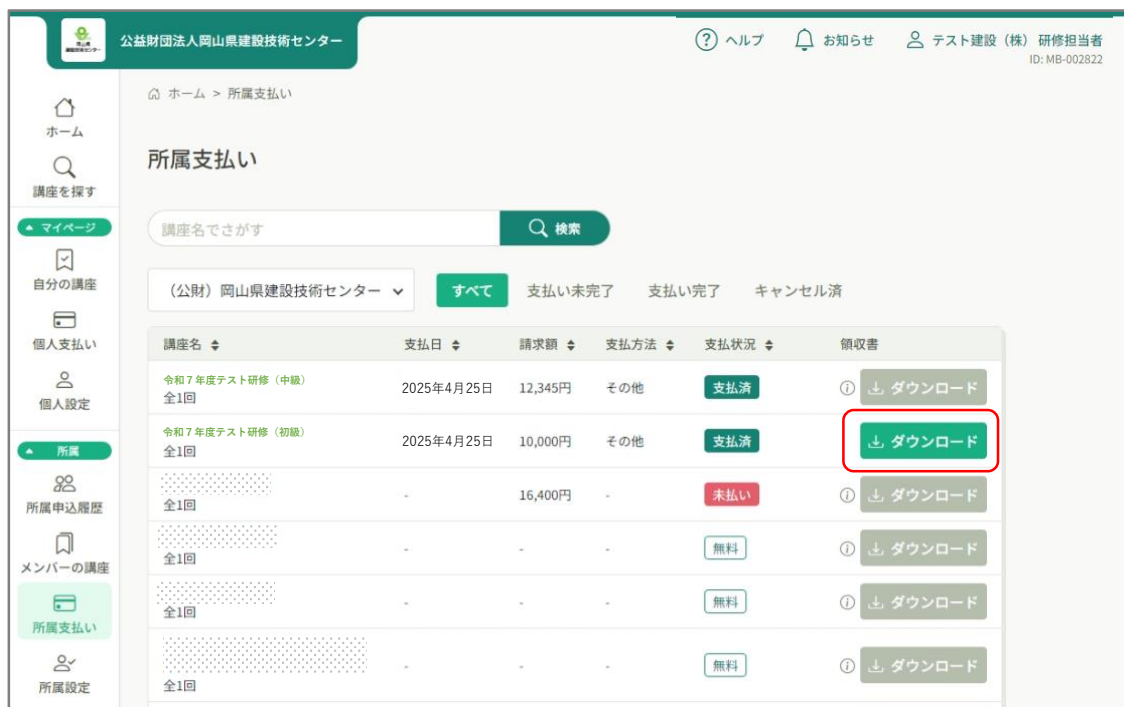 岡山県
建設技術センター
公益財団法人岡山県建設技術センター
ヘルプ
お知らせ
テスト建設（株） 研修担当者
ID: MB-002822
ホーム
講座を探す
マイページ
自分の講座
個人支払い
個人設定
所属
所属申込履歴
メンバーの講座
所属支払い
所属設定
ホーム > 所属支払い
所属支払い
講座名でさがす
検索
（公財）岡山県建設技術センター
すべて 支払い未完了 支払い完了 キャンセル済
講座名 支払日 請求額 支払方法 支払状況 領収書
令和７年度テスト研修（中級）
全1回 2025年4月25日 12,345円 その他 支払済 ダウンロード
令和７年度テスト研修（初級）
全1回 2025年4月25日 10,000円 その他 支払済 ダウンロード
全1回 - 16,400円 - 未払い ダウンロード
全1回 - - - 無料 ダウンロード
全1回 - - - 無料 ダウンロード
全1回 - - - 無料 ダウンロード